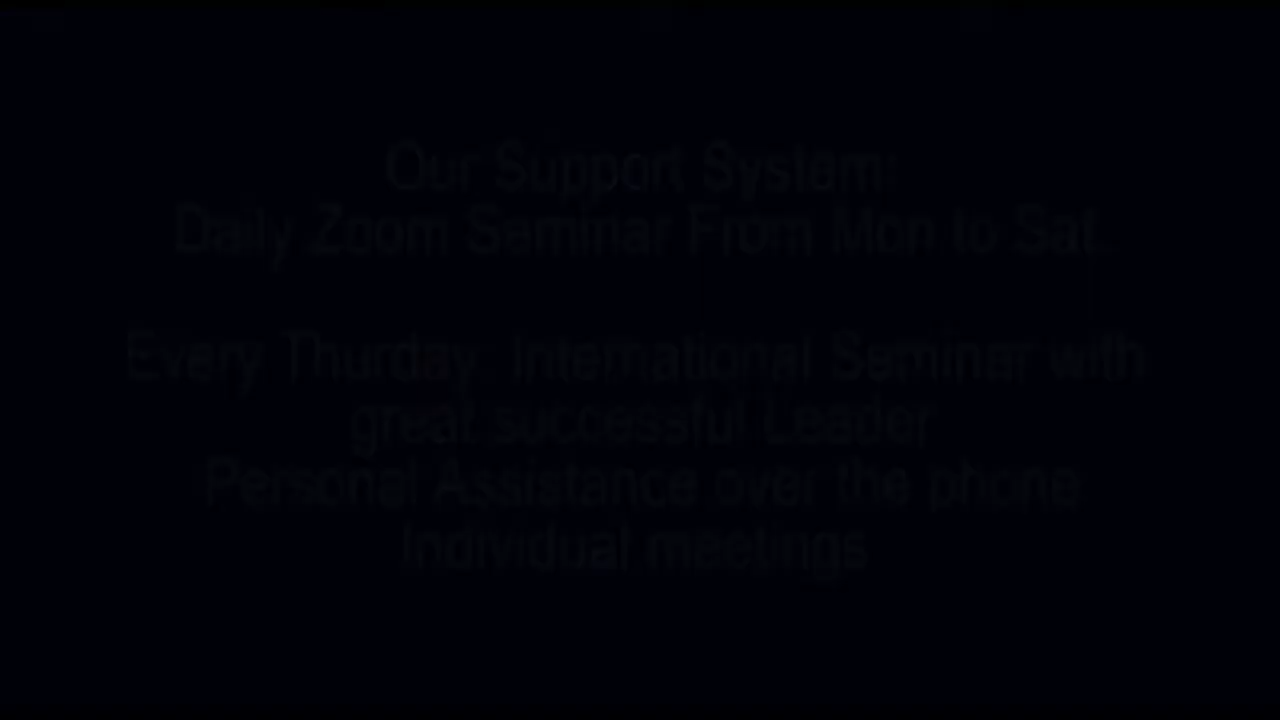 Our Support System
Daily Zoom Seminar From Mon to Sat.
Every Thurday: International Seminar with
great successful Leader
Personal Assistance over the phone
Individual meetings